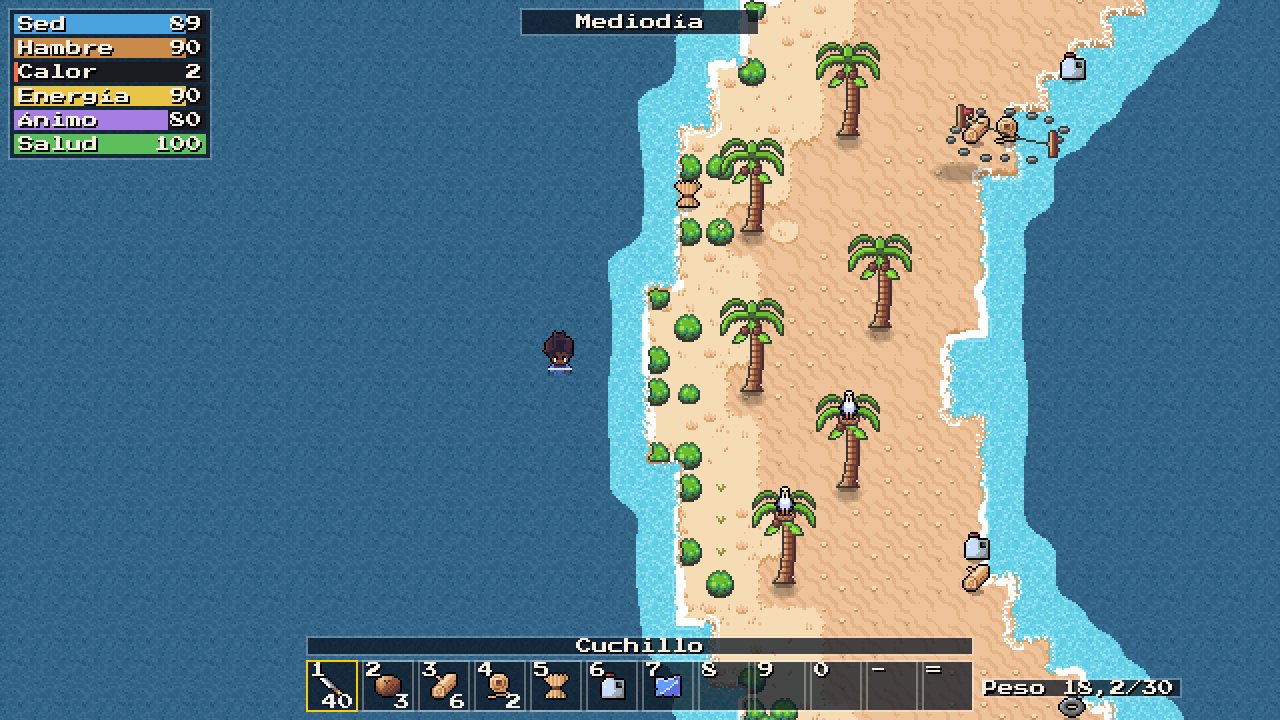 Sed 89
Hambre 90
Calor 2
Energía 90
Ánimo 80
Salud 100
Mediodía
Cuchillo
1 2 3 4 5 6 7 8 9 0 - =
40 3 6 2
Peso 18,2/30